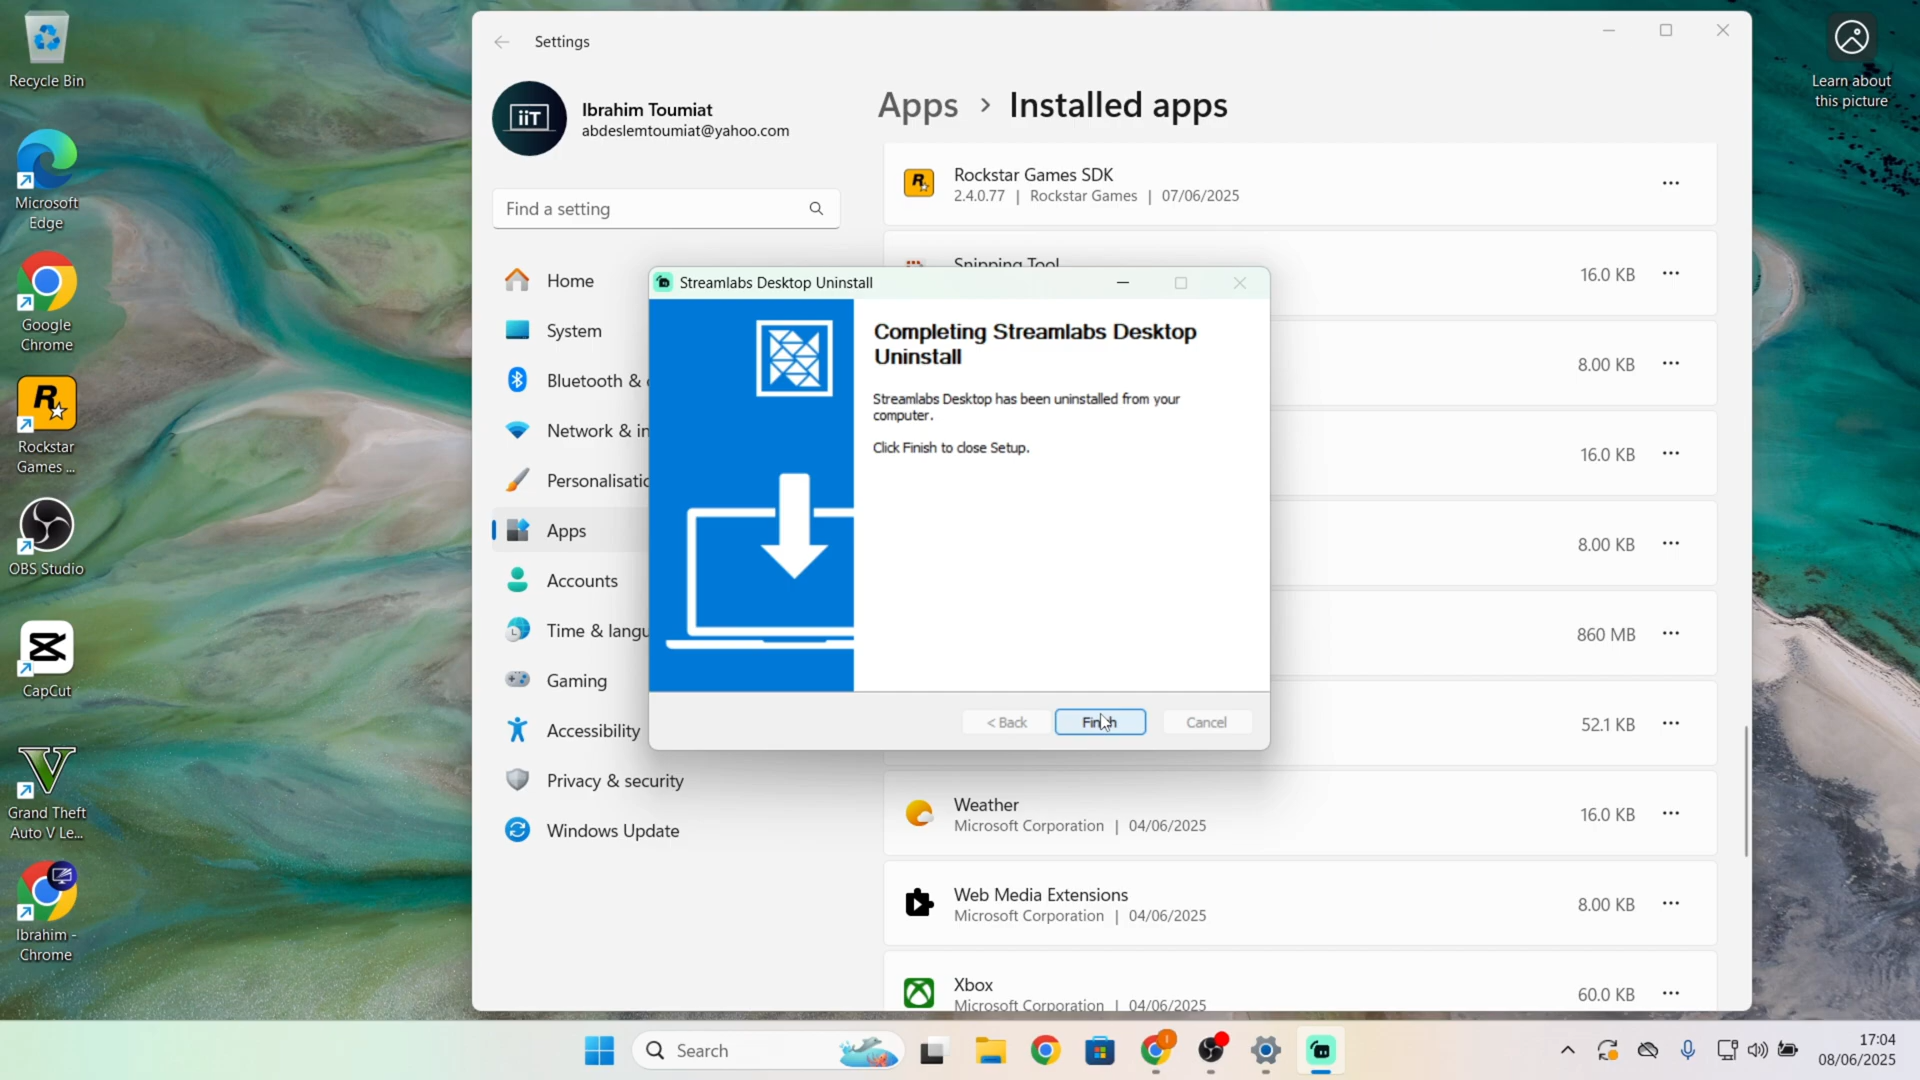 Recycle Bin
Microsoft
Edge
Google
Chrome
Rockstar
Games ...
OBS Studio
CapCut
Grand Theft
Auto V Le...
Ibrahim -
Chrome
Settings
iiT
Ibrahim Toumiat
abdeslemtoumiat@yahoo.com
Find a setting
Home
System
Bluetooth &
Network & in
Personalisatio
Apps
Accounts
Time & langu
Gaming
Accessibility
Privacy & security
Windows Update
Apps > Installed apps
Rockstar Games SDK
2.4.0.77 | Rockstar Games | 07/06/2025
Snipping Tool
16.0 KB
8.00 KB
16.0 KB
8.00 KB
860 MB
52.1 KB
Weather
Microsoft Corporation | 04/06/2025
16.0 KB
Web Media Extensions
Microsoft Corporation | 04/06/2025
8.00 KB
Xbox
Microsoft Corporation | 04/06/2025
60.0 KB
Streamlabs Desktop Uninstall
Completing Streamlabs Desktop
Uninstall
Streamlabs Desktop has been uninstalled from your
computer.
Click Finish to close Setup.
< Back
Finish
Cancel
Learn about
this picture
Search
17:04
08/06/2025